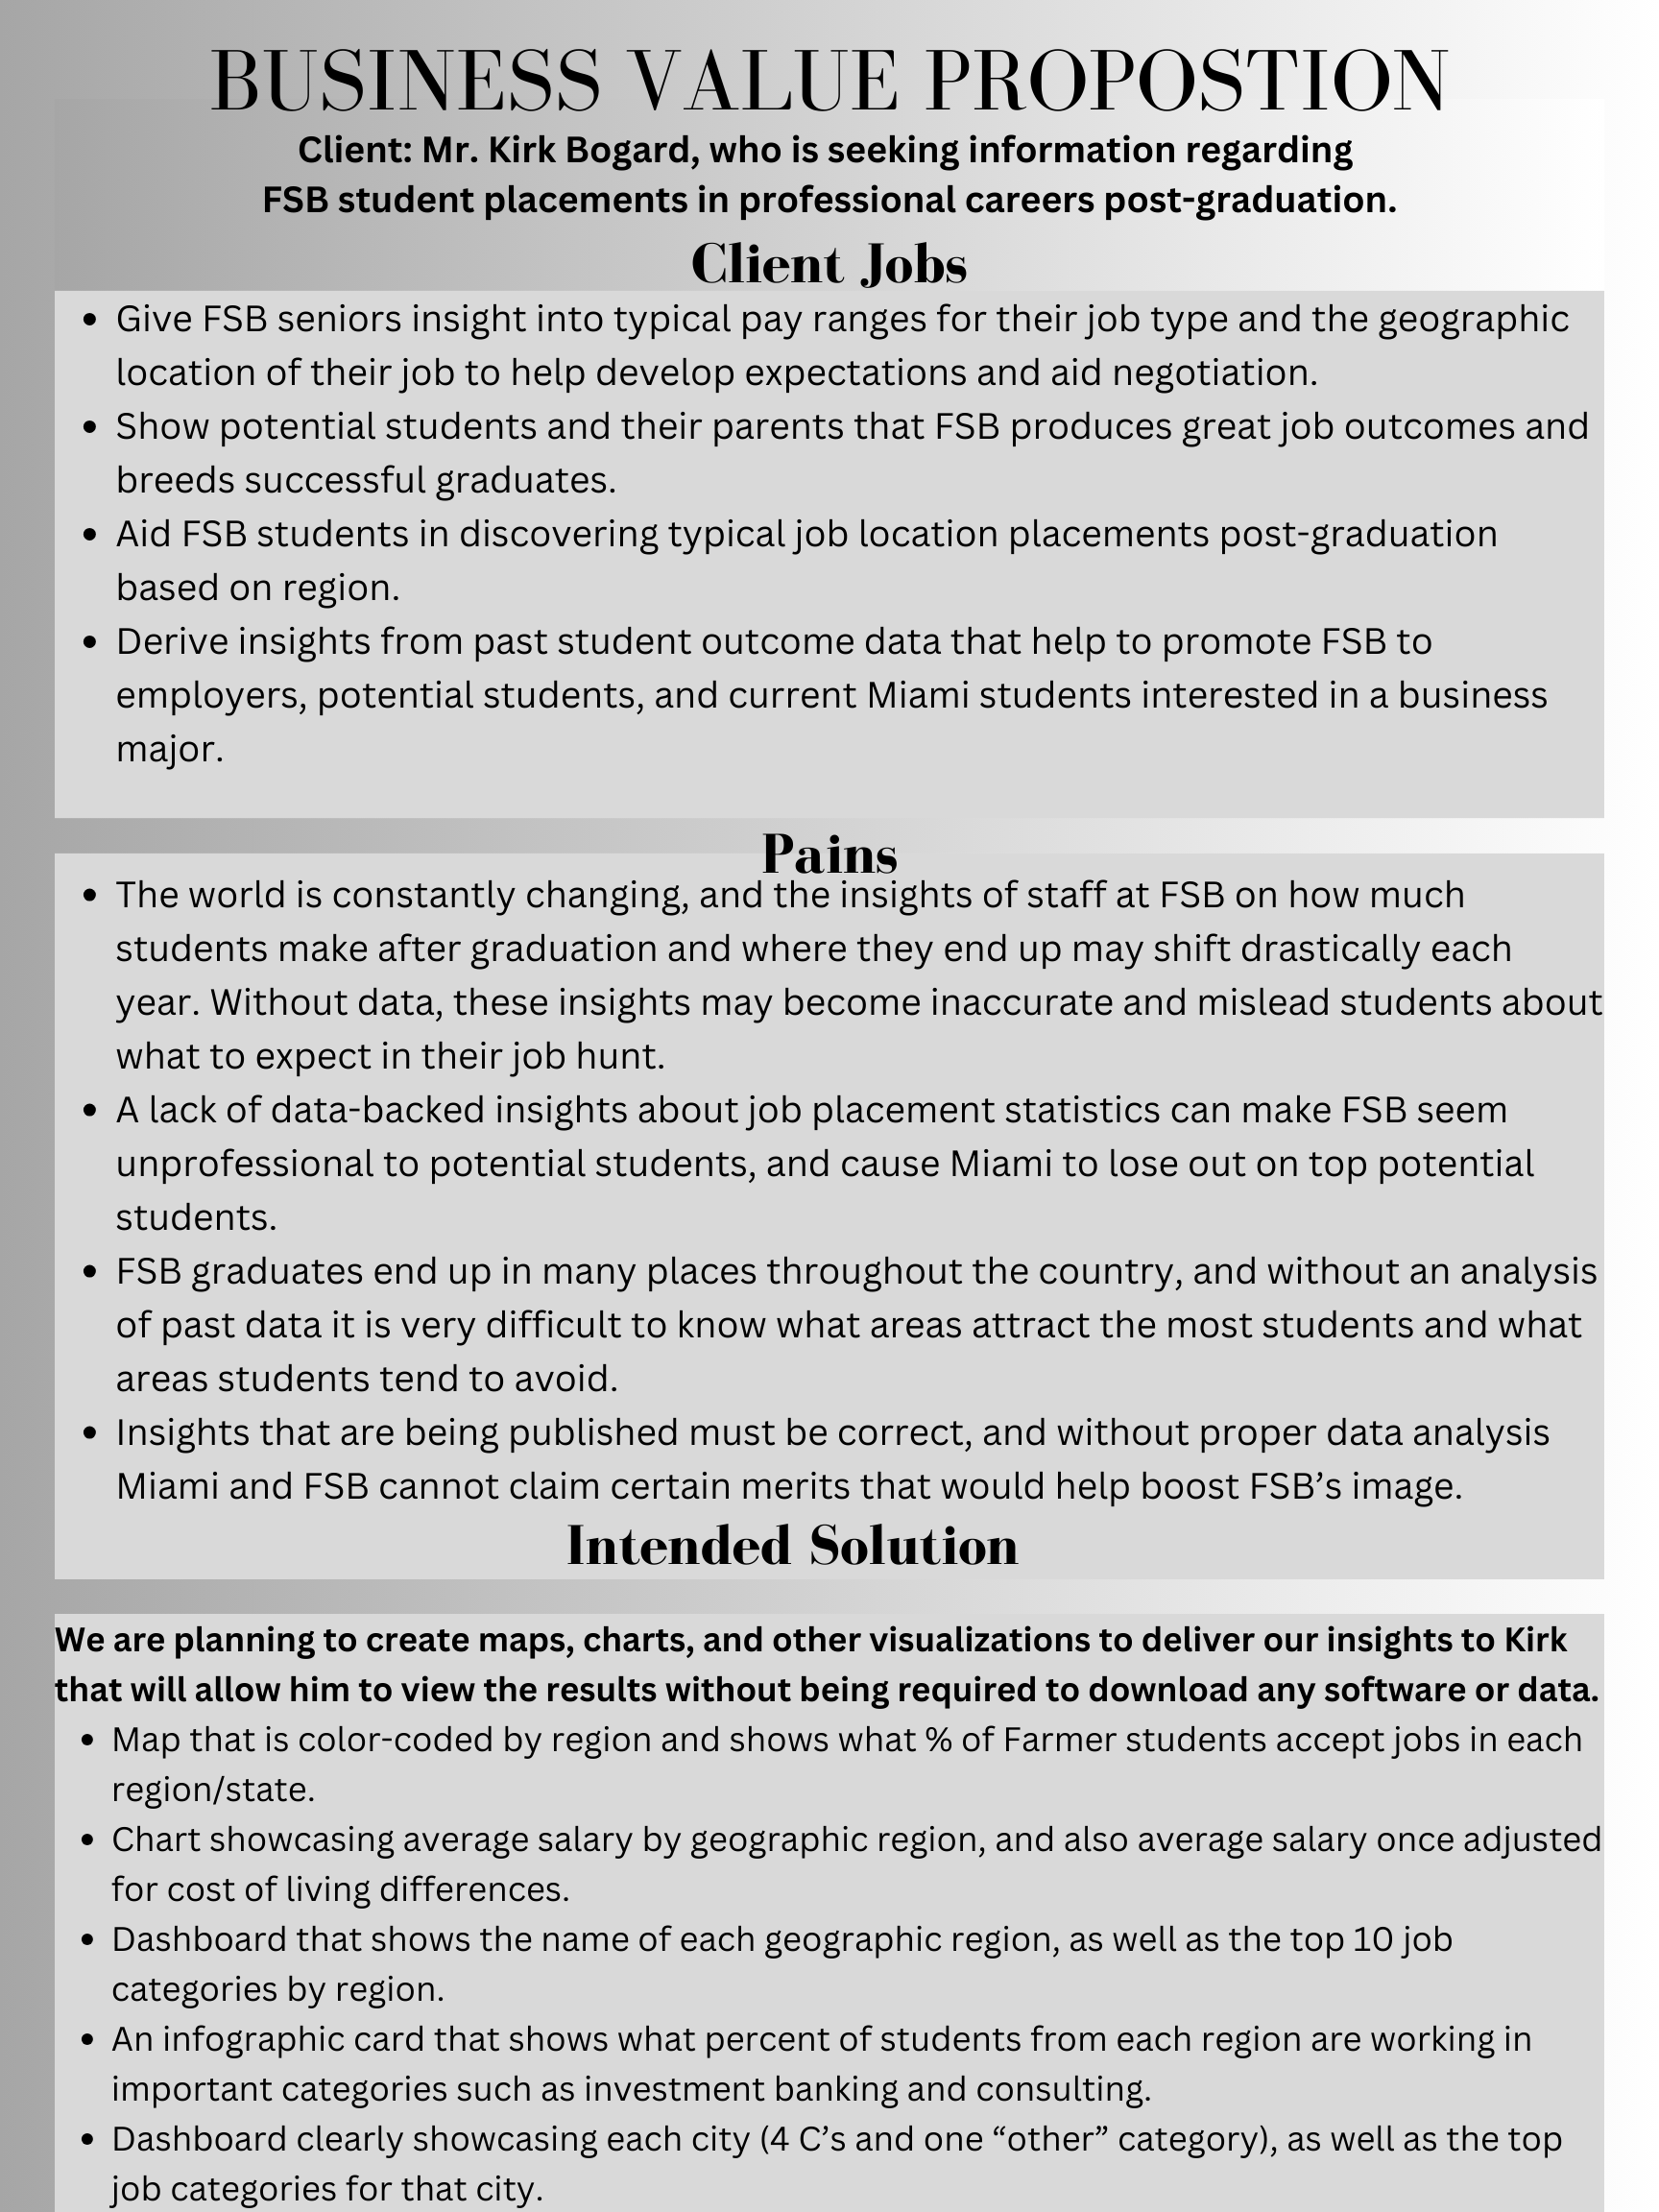 BUSINESS VALUE PROPOSTION
Client: Mr. Kirk Bogard, who is seeking information regarding
FSB student placements in professional careers post-graduation.
Client Jobs
• Give FSB seniors insight into typical pay ranges for their job type and the geographic
location of their job to help develop expectations and aid negotiation.
• Show potential students and their parents that FSB produces great job outcomes and
breeds successful graduates.
• Aid FSB students in discovering typical job location placements post-graduation
based on region.
• Derive insights from past student outcome data that help to promote FSB to
employers, potential students, and current Miami students interested in a business
major.
Pains
• The world is constantly changing, and the insights of staff at FSB on how much
students make after graduation and where they end up may shift drastically each
year. Without data, these insights may become inaccurate and mislead students about
what to expect in their job hunt.
• A lack of data-backed insights about job placement statistics can make FSB seem
unprofessional to potential students, and cause Miami to lose out on top potential
students.
• FSB graduates end up in many places throughout the country, and without an analysis
of past data it is very difficult to know what areas attract the most students and what
areas students tend to avoid.
• Insights that are being published must be correct, and without proper data analysis
Miami and FSB cannot claim certain merits that would help boost FSB’s image.
Intended Solution
We are planning to create maps, charts, and other visualizations to deliver our insights to Kirk
that will allow him to view the results without being required to download any software or data.
• Map that is color-coded by region and shows what % of Farmer students accept jobs in each
region/state.
• Chart showcasing average salary by geographic region, and also average salary once adjusted
for cost of living differences.
• Dashboard that shows the name of each geographic region, as well as the top 10 job
categories by region.
• An infographic card that shows what percent of students from each region are working in
important categories such as investment banking and consulting.
• Dashboard clearly showcasing each city (4 C’s and one “other” category), as well as the top
job categories for that city.